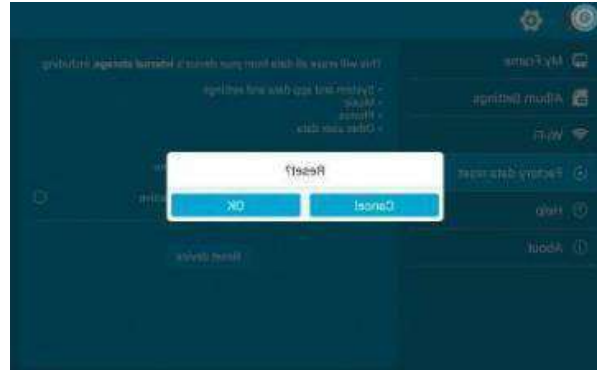 My Frame
Album Settings
Wi-Fi
Factory data reset
Help
About
This will erase all data from your device's internal storage, including:
• System and app data and settings
• Music
• Photos
• Other user data
Reset?
Cancel
OK
Reset device